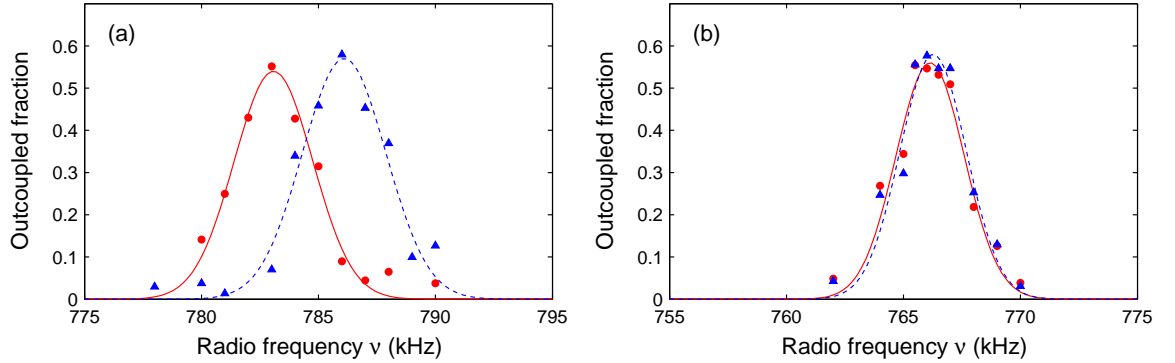 (a)
Outcoupled fraction
0.6
0.5
0.4
0.3
0.2
0.1
0
775 780 785 790 795
Radio frequency ν (kHz)
(b)
Outcoupled fraction
0.6
0.5
0.4
0.3
0.2
0.1
0
755 760 765 770 775
Radio frequency ν (kHz)